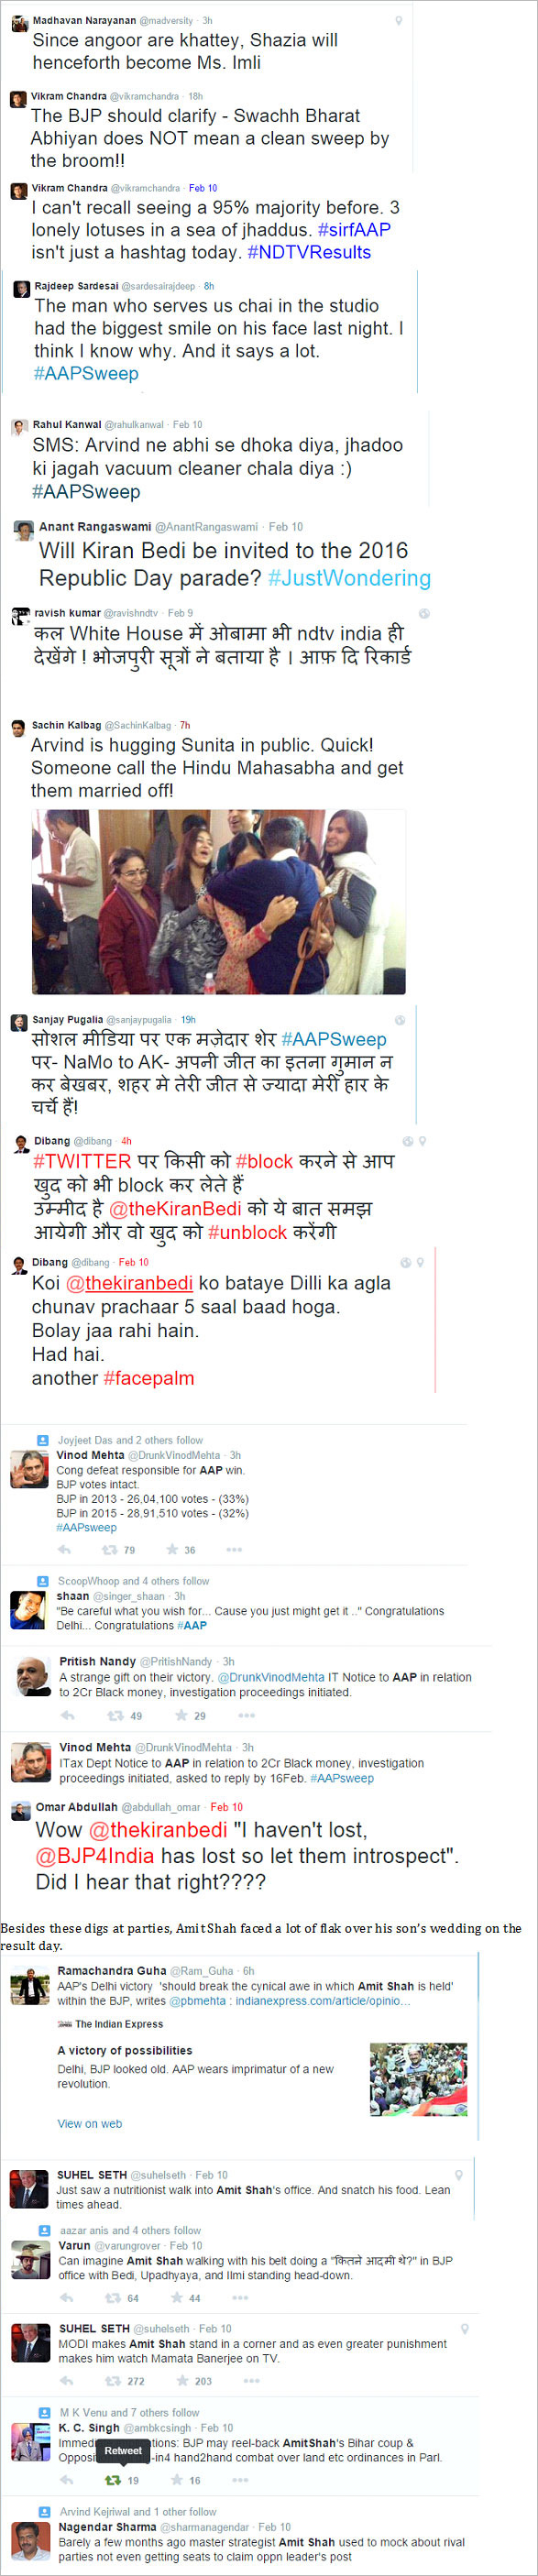 Madhavan Narayanan @madversity · 3h
Since angoor are khattey, Shazia will
henceforth become Ms. Imli
Vikram Chandra @vikramchandra · 18h
The BJP should clarify - Swachh Bharat
Abhiyan does NOT mean a clean sweep by
the broom!!
Vikram Chandra @vikramchandra · Feb 10
I can't recall seeing a 95% majority before. 3
lonely lotuses in a sea of jhaddus. #sirfAAP
isn't just a hashtag today. #NDTVResults
Rajdeep Sardesai @sardesairajdeep · 8h
The man who serves us chai in the studio
had the biggest smile on his face last night. I
think I know why. And it says a lot.
#AAPSweep
Rahul Kanwal @rahulkanwal · Feb 10
SMS: Arvind ne abhi se dhoka diya, jhadoo
ki jagah vacuum cleaner chala diya :)
#AAPSweep
Anant Rangaswami @AnantRangaswami · Feb 10
Will Kiran Bedi be invited to the 2016
Republic Day parade? #JustWondering
ravish kumar @ravishndtv · Feb 9
कल White House में ओबामा भी ndtv india ही
देखेंगे ! भोजपुरी सूत्रों ने बताया है । आफ़ दि रिकार्ड
Sachin Kalbag @SachinKalbag · 7h
Arvind is hugging Sunita in public. Quick!
Someone call the Hindu Mahasabha and get
them married off!
Sanjay Pugalia @sanjaypugalia · 19h
सोशल मीडिया पर एक मज़ेदार शेर #AAPSweep
पर- NaMo to AK- अपनी जीत का इतना गुमान न
कर बेखबर, शहर मे तेरी जीत से ज्यादा मेरी हार के
चर्चे हैं!
Dibang @dibang · 4h
#TWITTER पर किसी को #block करने से आप
खुद को भी block कर लेते हैं
उम्मीद है @theKiranBedi को ये बात समझ
आयेगी और वो खुद को #unblock करेंगी
Dibang @dibang · Feb 10
Koi @thekiranbedi ko bataye Dilli ka agla
chunav prachaar 5 saal baad hoga.
Bolay jaa rahi hain.
Had hai.
another #facepalm
Joyjeet Das and 2 others follow
Vinod Mehta @DrunkVinodMehta · 3h
Cong defeat responsible for AAP win.
BJP votes intact.
BJP in 2013 - 26,04,100 votes - (33%)
BJP in 2015 - 28,91,510 votes - (32%)
#AAPsweep
79 36
ScoopWhoop and 4 others follow
shaan @singer_shaan · 3h
"Be careful what you wish for... Cause you just might get it .." Congratulations
Delhi... Congratulations #AAP
Pritish Nandy @PritishNandy · 3h
A strange gift on their victory. @DrunkVinodMehta IT Notice to AAP in relation
to 2Cr Black money, investigation proceedings initiated.
49 29
Vinod Mehta @DrunkVinodMehta · 3h
ITax Dept Notice to AAP in relation to 2Cr Black money, investigation
proceedings initiated, asked to reply by 16Feb. #AAPsweep
Omar Abdullah @abdullah_omar · Feb 10
Wow @thekiranbedi "I haven't lost,
@BJP4India has lost so let them introspect".
Did I hear that right????
Besides these digs at parties, Amit Shah faced a lot of flak over his son's wedding on the
result day.
Ramachandra Guha @Ram_Guha · 6h
AAP's Delhi victory 'should break the cynical awe in which Amit Shah is held'
within the BJP, writes @pbmehta : indianexpress.com/article/opinio...
The Indian Express
A victory of possibilities
Delhi, BJP looked old. AAP wears imprimatur of a new
revolution.
View on web
SUHEL SETH @suhelseth · Feb 10
Just saw a nutritionist walk into Amit Shah's office. And snatch his food. Lean
times ahead.
aazar anis and 4 others follow
Varun @varungrover · Feb 10
Can imagine Amit Shah walking with his belt doing a "कितने आदमी थे?" in BJP
office with Bedi, Upadhyaya, and Ilmi standing head-down.
64 44
SUHEL SETH @suhelseth · Feb 10
MODI makes Amit Shah stand in a corner and as even greater punishment
makes him watch Mamata Banerjee on TV.
272 203
M K Venu and 7 others follow
K. C. Singh @ambkcsingh · Feb 10
Immedi tions: BJP may reel-back AmitShah's Bihar coup &
Opposi -in4 hand2hand combat over land etc ordinances in Parl.
Retweet
19 16
Arvind Kejriwal and 1 other follow
Nagendar Sharma @sharmanagendar · Feb 10
Barely a few months ago master strategist Amit Shah used to mock about rival
parties not even getting seats to claim oppn leader's post